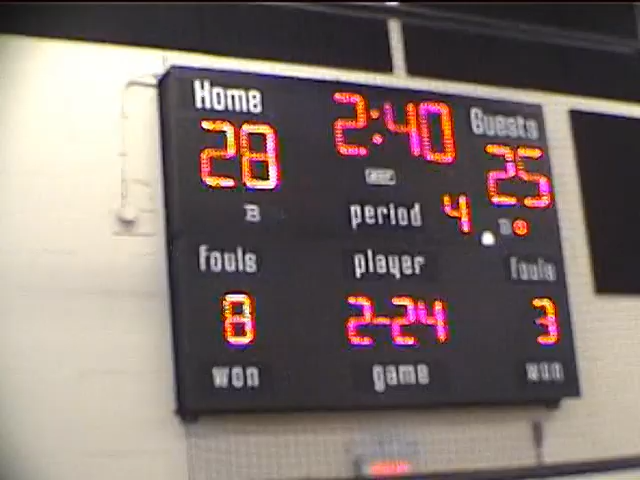 Home 2:40 Guests
28 25
B period 4 B
fouls player fouls
8 2-24 3
won game won